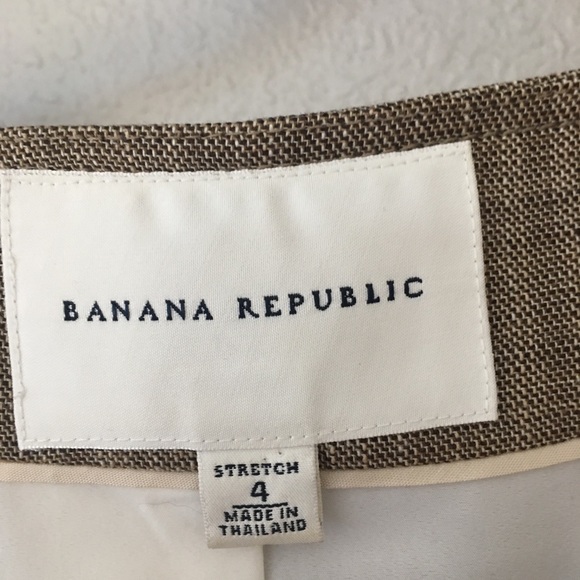 BANANA REPUBLIC
STRETCH
4
MADE IN
THAILAND